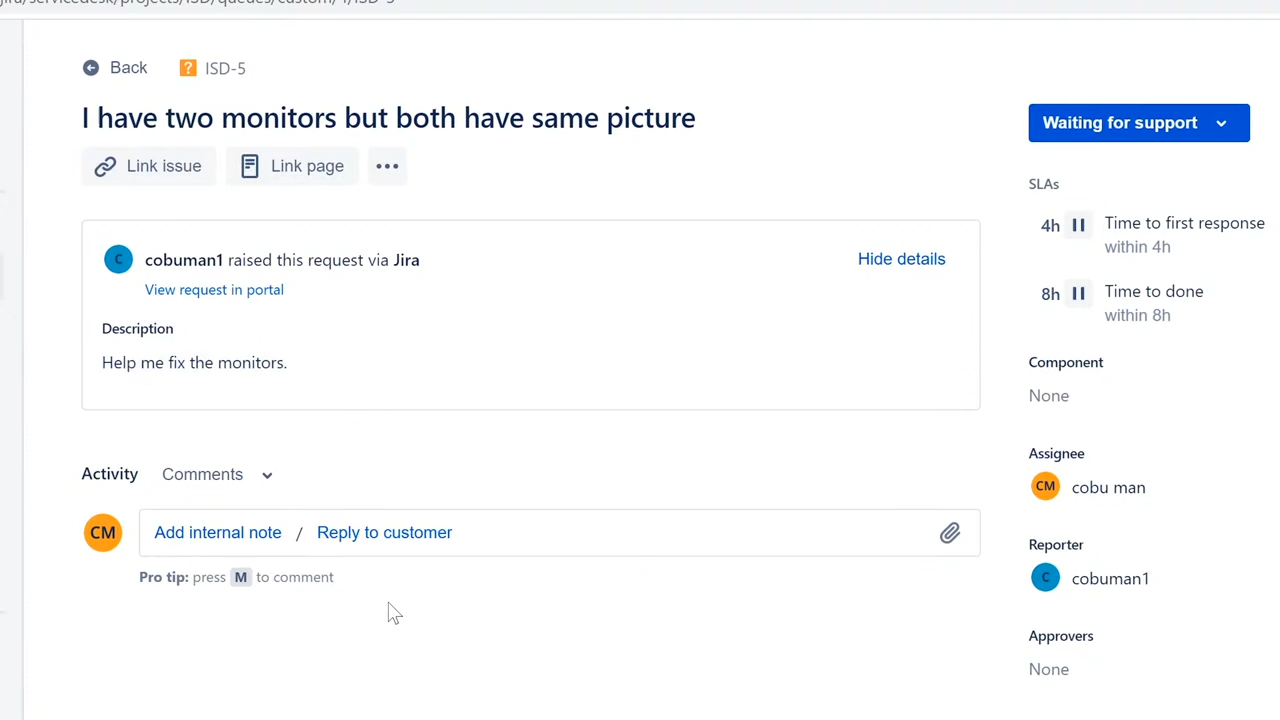 Back ISD-5
I have two monitors but both have same picture
Link issue Link page
C cobuman1 raised this request via Jira Hide details
View request in portal
Description
Help me fix the monitors.
Activity Comments
CM Add internal note / Reply to customer
Pro tip: press M to comment
Waiting for support
SLAs
4h Time to first response
within 4h
8h Time to done
within 8h
Component
None
Assignee
CM cobu man
Reporter
C cobuman1
Approvers
None